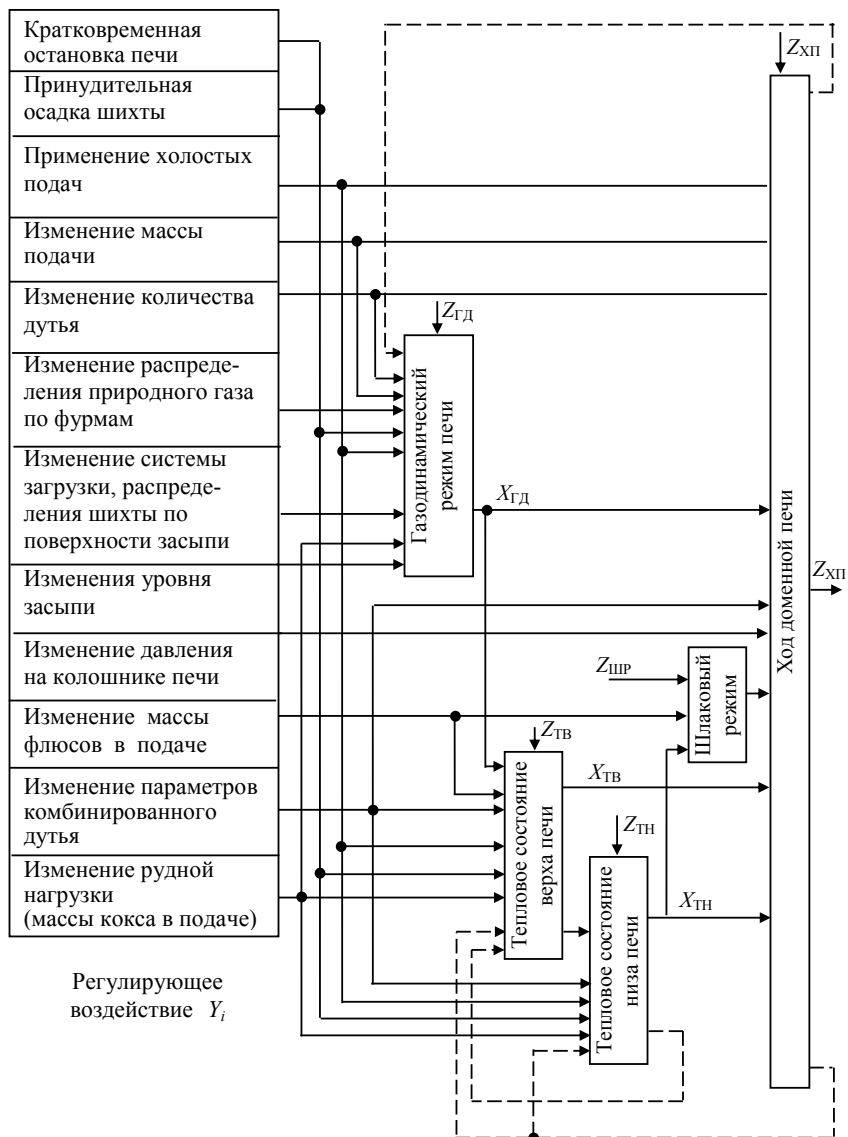 Кратковременная
остановка печи
Принудительная
осадка шихты
Применение холостых
подач
Изменение массы
подачи
Изменение количества
дутья
Изменение распреде-
ления природного газа
по фурмам
Изменение системы
загрузки, распреде-
ления шихты по
поверхности засыпи
Изменения уровня
засыпи
Изменение давления
на колошнике печи
Изменение массы
флюсов в подаче
Изменение параметров
комбинированного
дутья
Изменение рудной
нагрузки
(массы кокса в подаче)
Регулирующее
воздействие Yi
ZГД
Газодинамический
режим печи
XГД
ZТВ
Тепловое состояние
верха печи
XТВ
ZТН
Тепловое состояние
низа печи
XТН
ZШР
Шлаковый
режим
ZХП
Ход доменной печи
ZХП